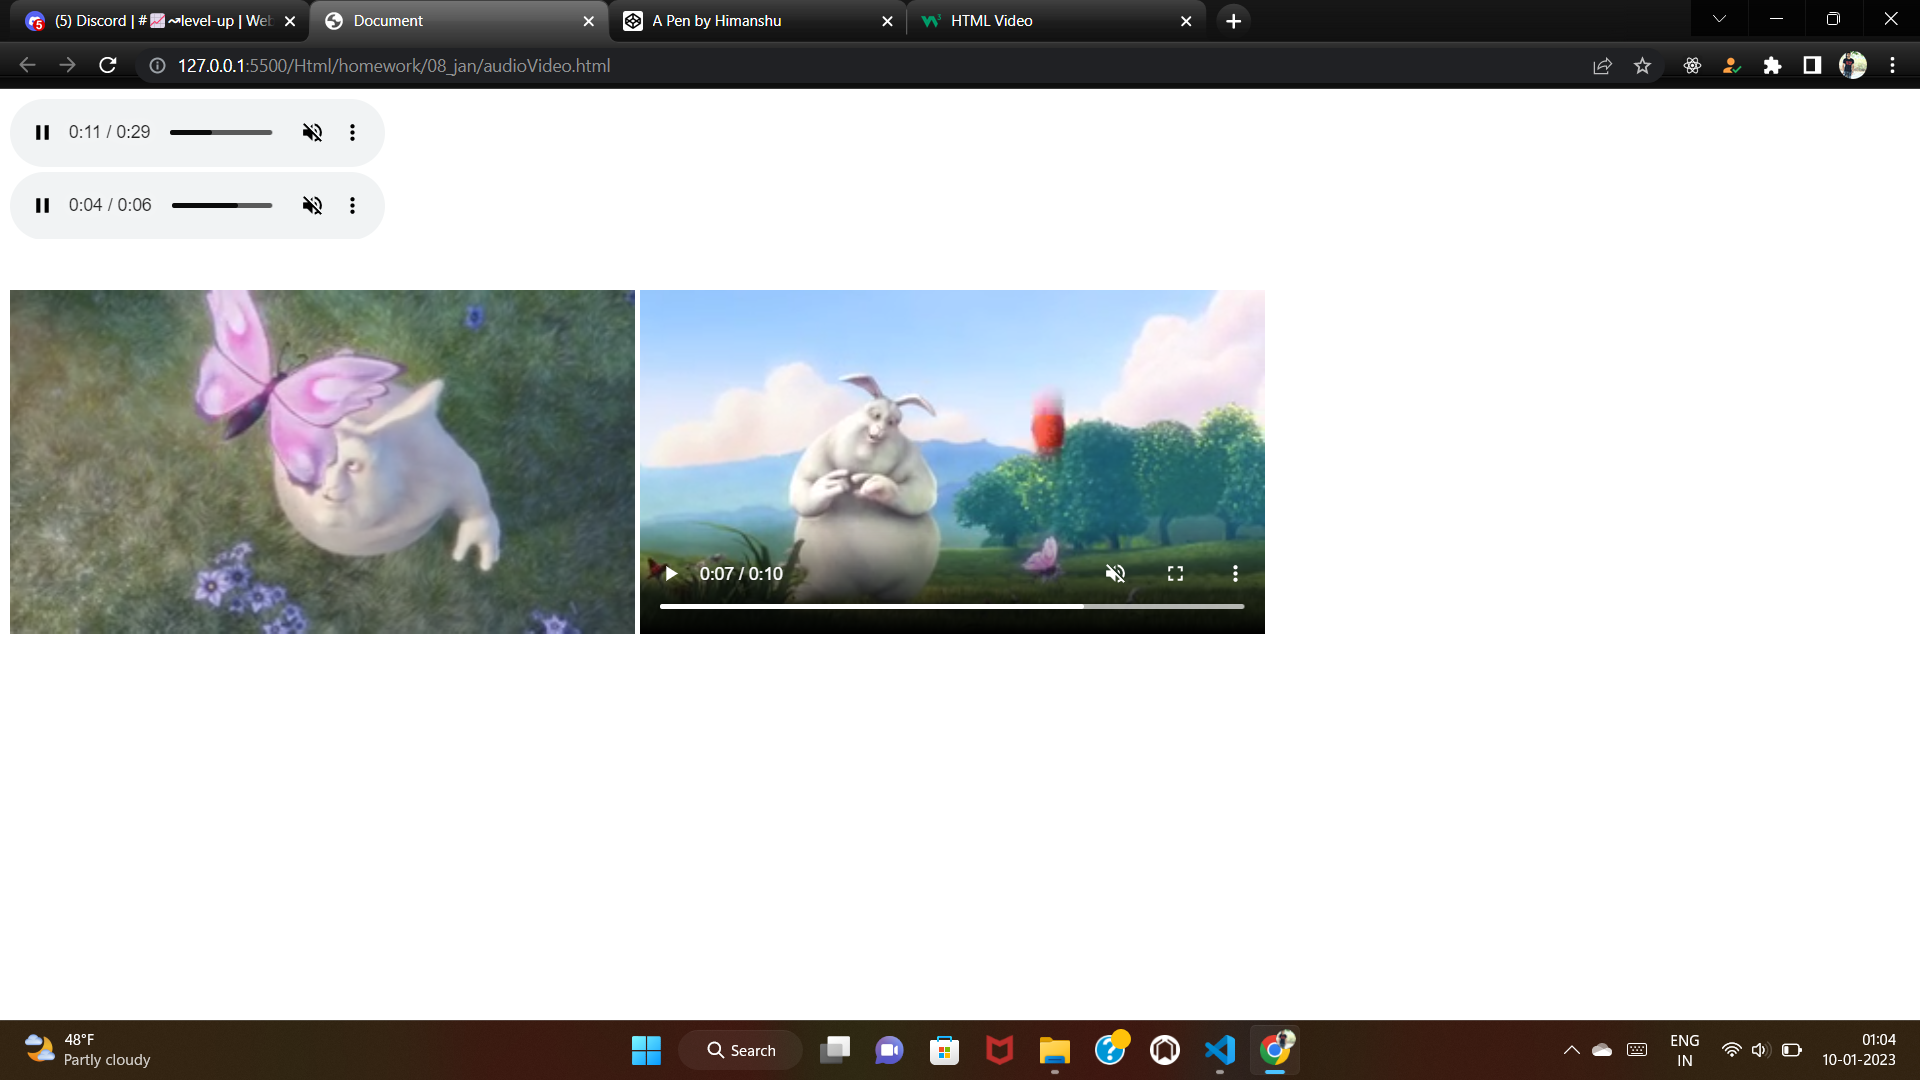 (5) Discord | # 📈↝level-up | Web
Document
A Pen by Himanshu
HTML Video
127.0.0.1:5500/Html/homework/08_jan/audioVideo.html
0:11 / 0:29
0:04 / 0:06
0:07 / 0:10
48°F
Partly cloudy
Search
ENG
IN
01:04
10-01-2023